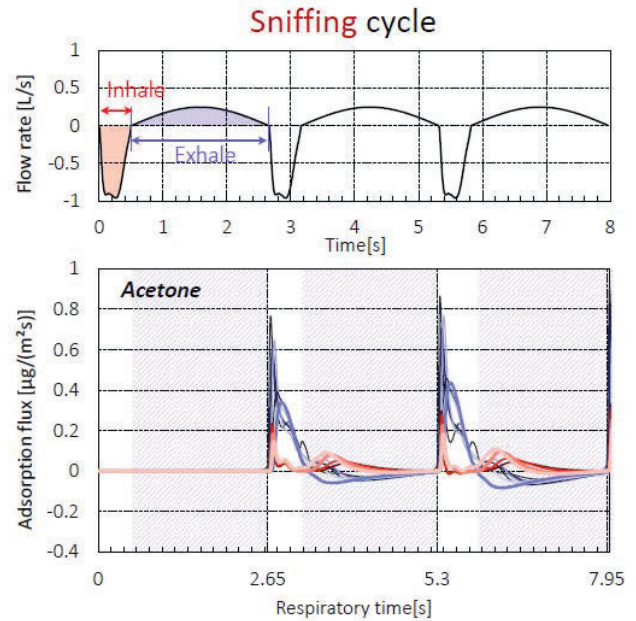 Sniffing cycle
Flow rate [L/s]
1
0.5
0
-0.5
-1
Inhale
Exhale
0 1 2 3 4 5 6 7 8
Time[s]
Adsorption flux [µg/(m²s)]
1
0.8
0.6
0.4
0.2
0
-0.2
-0.4
Acetone
0 2.65 5.3 7.95
Respiratory time[s]